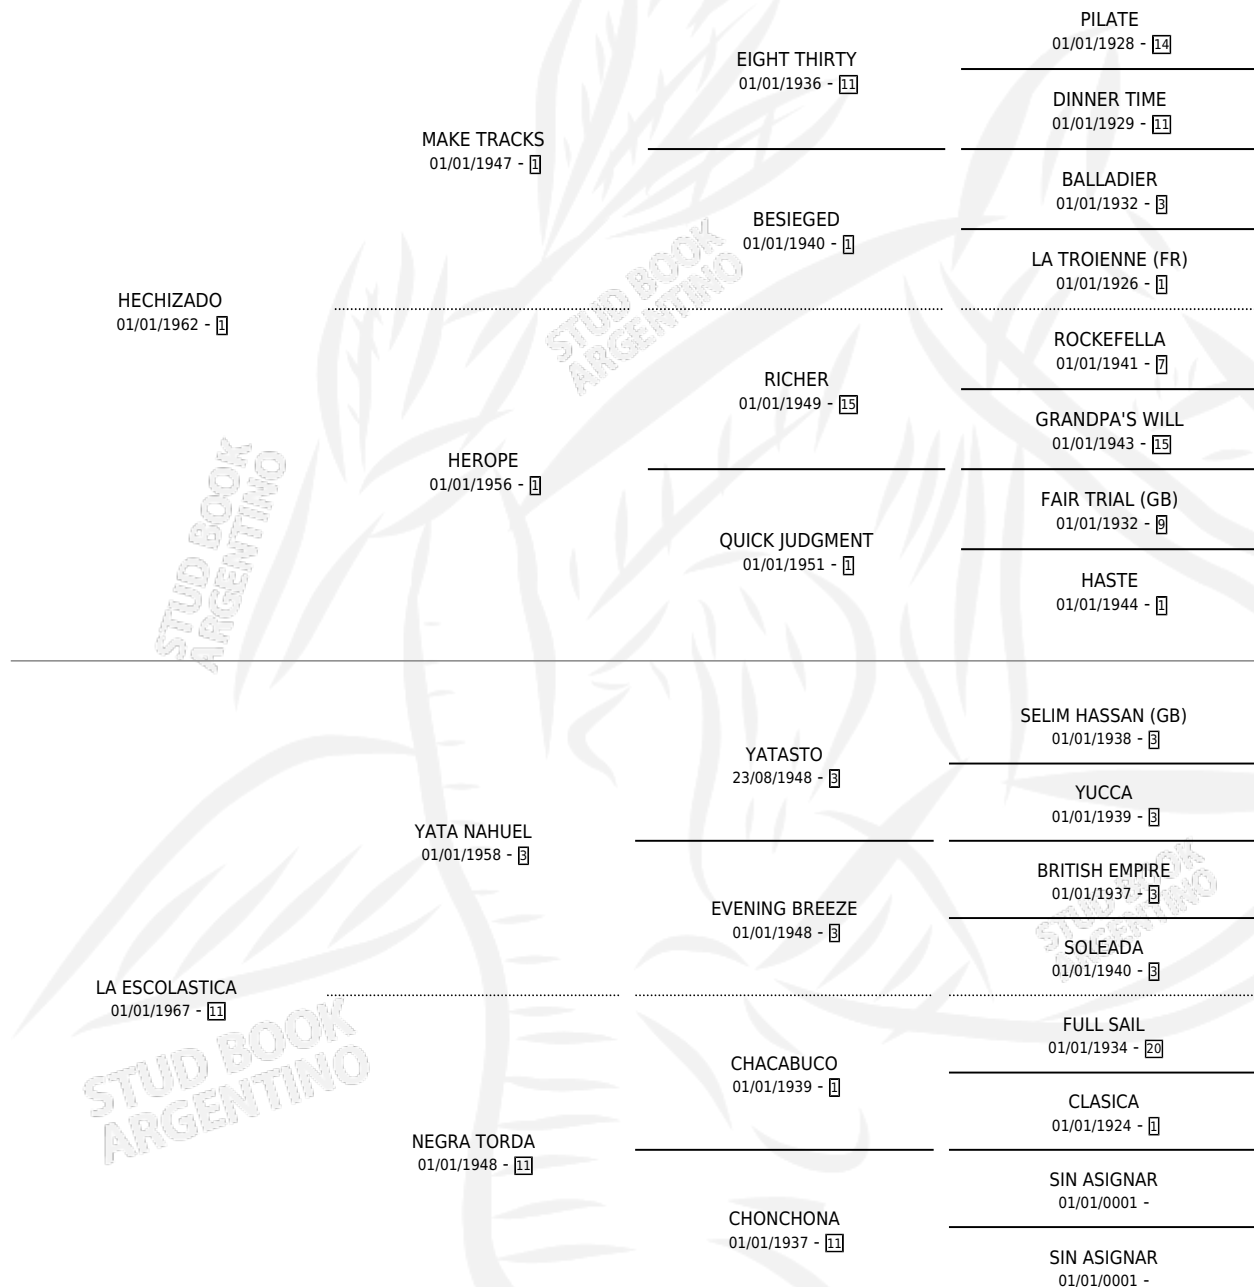 PILATE
01/01/1928 - 14
EIGHT THIRTY
01/01/1936 - 11
DINNER TIME
01/01/1929 - 11
MAKE TRACKS
01/01/1947 - 1
BALLADIER
01/01/1932 - 3
BESIEGED
01/01/1940 - 1
LA TROIENNE (FR)
01/01/1926 - 1
HECHIZADO
01/01/1962 - 1
STUD BOOK
ARGENTINO
ROCKEFELLA
01/01/1941 - 7
RICHER
01/01/1949 - 15
GRANDPA'S WILL
01/01/1943 - 15
HEROPE
01/01/1956 - 1
FAIR TRIAL (GB)
01/01/1932 - 9
QUICK JUDGMENT
01/01/1951 - 1
HASTE
01/01/1944 - 1
STUD BOOK
ARGENTINO
SELIM HASSAN (GB)
01/01/1938 - 3
YATASTO
23/08/1948 - 3
YUCCA
01/01/1939 - 3
YATA NAHUEL
01/01/1958 - 3
BRITISH EMPIRE
01/01/1937 - 3
EVENING BREEZE
01/01/1948 - 3
SOLEADA
01/01/1940 - 3
STUD BOOK
ARGENTINO
LA ESCOLASTICA
01/01/1967 - 11
FULL SAIL
01/01/1934 - 20
CHACABUCO
01/01/1939 - 1
CLASICA
01/01/1924 - 1
STUD BOOK
ARGENTINO
NEGRA TORDA
01/01/1948 - 11
SIN ASIGNAR
01/01/0001 -
CHONCHONA
01/01/1937 - 11
SIN ASIGNAR
01/01/0001 -